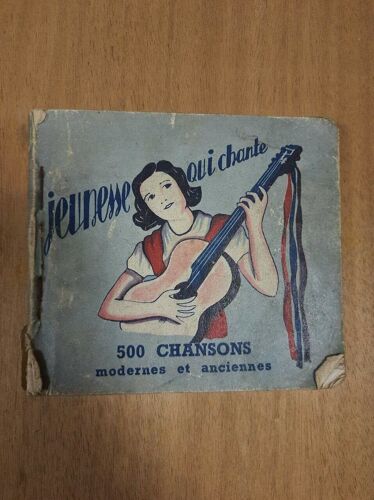 jeunesse qui chante
500 CHANSONS
modernes et anciennes